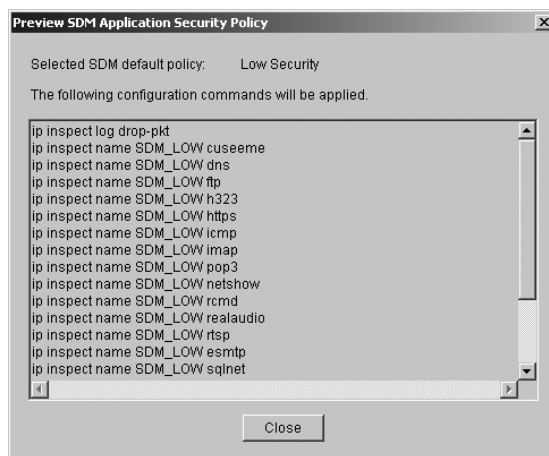 Preview SDM Application Security Policy
Selected SDM default policy: Low Security
The following configuration commands will be applied.
ip inspect log drop-pkt
ip inspect name SDM_LOW cuseeme
ip inspect name SDM_LOW dns
ip inspect name SDM_LOW ftp
ip inspect name SDM_LOW h323
ip inspect name SDM_LOW https
ip inspect name SDM_LOW icmp
ip inspect name SDM_LOW imap
ip inspect name SDM_LOW pop3
ip inspect name SDM_LOW netshow
ip inspect name SDM_LOW rcmd
ip inspect name SDM_LOW realaudio
ip inspect name SDM_LOW rtsp
ip inspect name SDM_LOW esmtp
ip inspect name SDM_LOW sqlnet
Close